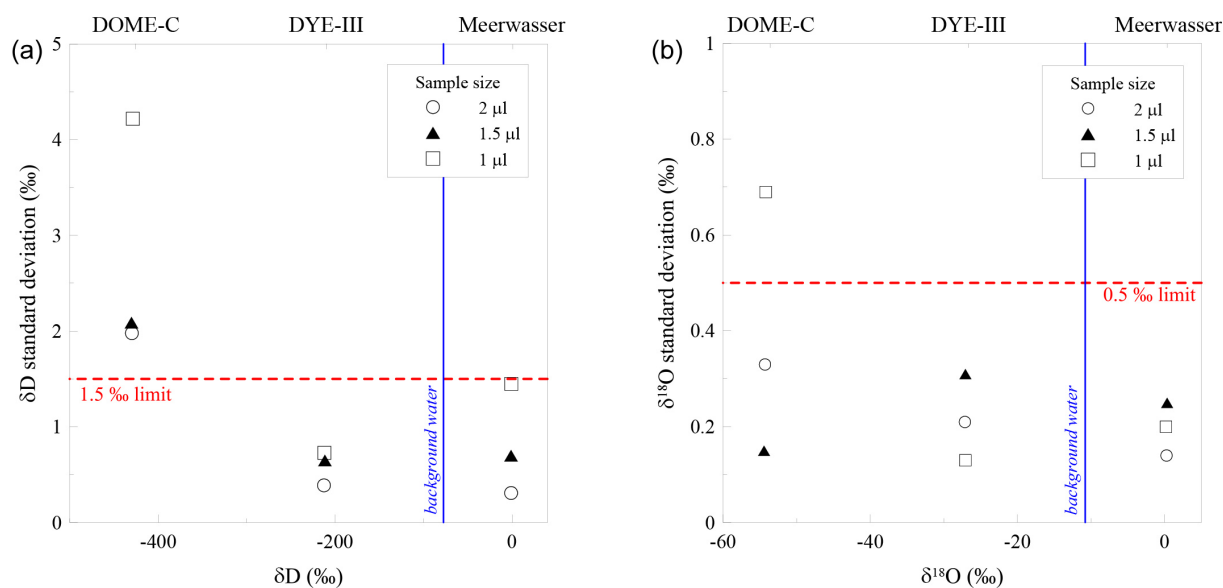 DOME-C DYE-III Meerwasser
(a)
5
4
3
2
1
0
δD standard deviation (‰)
Sample size
2 µl
1.5 µl
1 µl
1.5 ‰ limit
background water
-400 -200 0
δD (‰)
DOME-C DYE-III Meerwasser
(b)
1
0.8
0.6
0.4
0.2
0
δ¹⁸O standard deviation (‰)
Sample size
2 µl
1.5 µl
1 µl
0.5 ‰ limit
background water
-60 -40 -20 0
δ¹⁸O (‰)